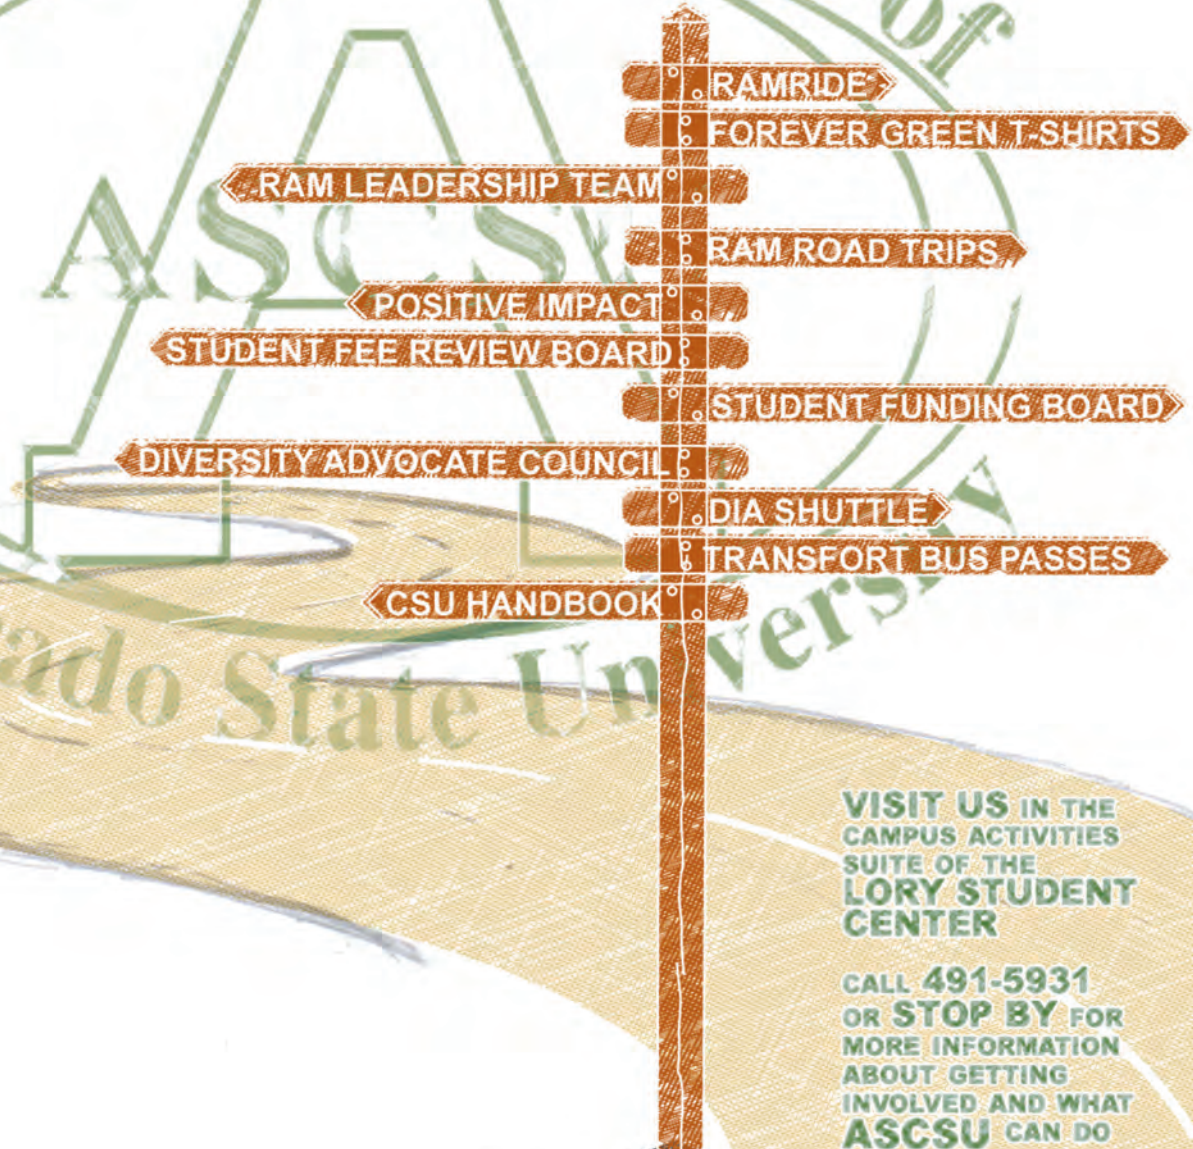 of
RAMRIDE
FOREVER GREEN T-SHIRTS
RAM LEADERSHIP TEAM
ASCSU
RAM ROAD TRIPS
POSITIVE IMPACT
STUDENT FEE REVIEW BOARD
STUDENT FUNDING BOARD
DIVERSITY ADVOCATE COUNCIL
DIA SHUTTLE
TRANSFORT BUS PASSES
CSU HANDBOOK
ado State University
VISIT US IN THE
CAMPUS ACTIVITIES
SUITE OF THE
LORY STUDENT
CENTER
CALL 491-5931
OR STOP BY FOR
MORE INFORMATION
ABOUT GETTING
INVOLVED AND WHAT
ASCSU CAN DO